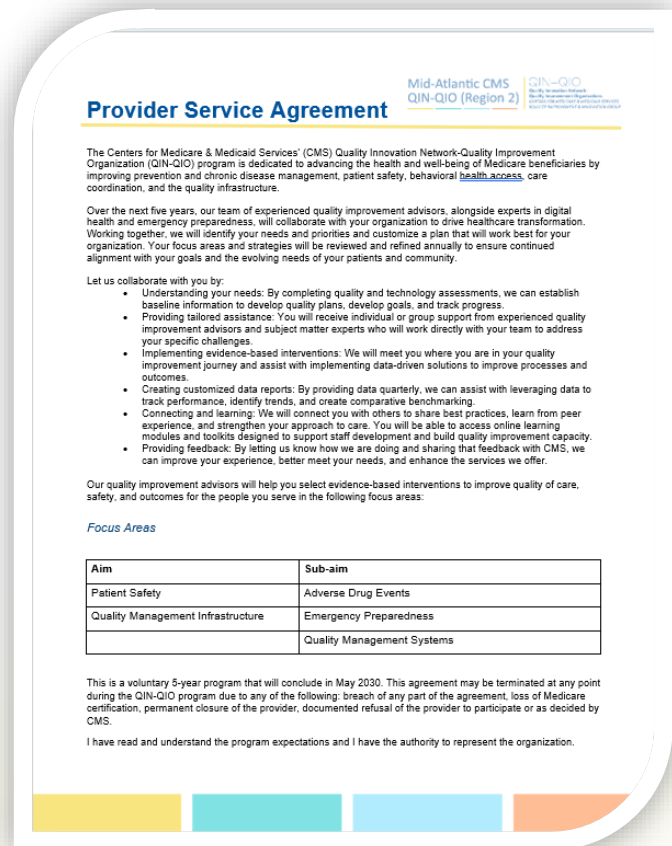 Mid-Atlantic CMS
QIN-QIO (Region 2)
QIN-QIO
Quality Innovation Network
Quality Improvement Organizations
CENTERS FOR MEDICARE & MEDICAID SERVICES
Provider Service Agreement
The Centers for Medicare & Medicaid Services' (CMS) Quality Innovation Network-Quality Improvement
Organization (QIN-QIO) program is dedicated to advancing the health and well-being of Medicare beneficiaries by
improving prevention and chronic disease management, patient safety, behavioral health access, care
coordination, and the quality infrastructure.
Over the next five years, our team of experienced quality improvement advisors, alongside experts in digital
health and emergency preparedness, will collaborate with your organization to drive healthcare transformation.
Working together, we will identify your needs and priorities and customize a plan that will work best for your
organization. Your focus areas and strategies will be reviewed and refined annually to ensure continued
alignment with your goals and the evolving needs of your patients and community.
Let us collaborate with you by:
• Understanding your needs: By completing quality and technology assessments, we can establish
baseline information to develop quality plans, develop goals, and track progress.
• Providing tailored assistance: You will receive individual or group support from experienced quality
improvement advisors and subject matter experts who will work directly with your team to address
your specific challenges.
• Implementing evidence-based interventions: We will meet you where you are in your quality
improvement journey and assist with implementing data-driven solutions to improve processes and
outcomes.
• Creating customized data reports: By providing data quarterly, we can assist with leveraging data to
track performance, identify trends, and create comparative benchmarking.
• Connecting and learning: We will connect you with others to share best practices, learn from peer
experience, and strengthen your approach to care. You will be able to access online learning
modules and toolkits designed to support staff development and build quality improvement capacity.
• Providing feedback: By letting us know how we are doing and sharing that feedback with CMS, we
can improve your experience, better meet your needs, and enhance the services we offer.
Our quality improvement advisors will help you select evidence-based interventions to improve quality of care,
safety, and outcomes for the people you serve in the following focus areas:
Focus Areas
Aim Sub-aim
Patient Safety Adverse Drug Events
Quality Management Infrastructure Emergency Preparedness
Quality Management Systems
This is a voluntary 5-year program that will conclude in May 2030. This agreement may be terminated at any point
during the QIN-QIO program due to any of the following: breach of any part of the agreement, loss of Medicare
certification, permanent closure of the provider, documented refusal of the provider to participate or as decided by
CMS.
I have read and understand the program expectations and I have the authority to represent the organization.